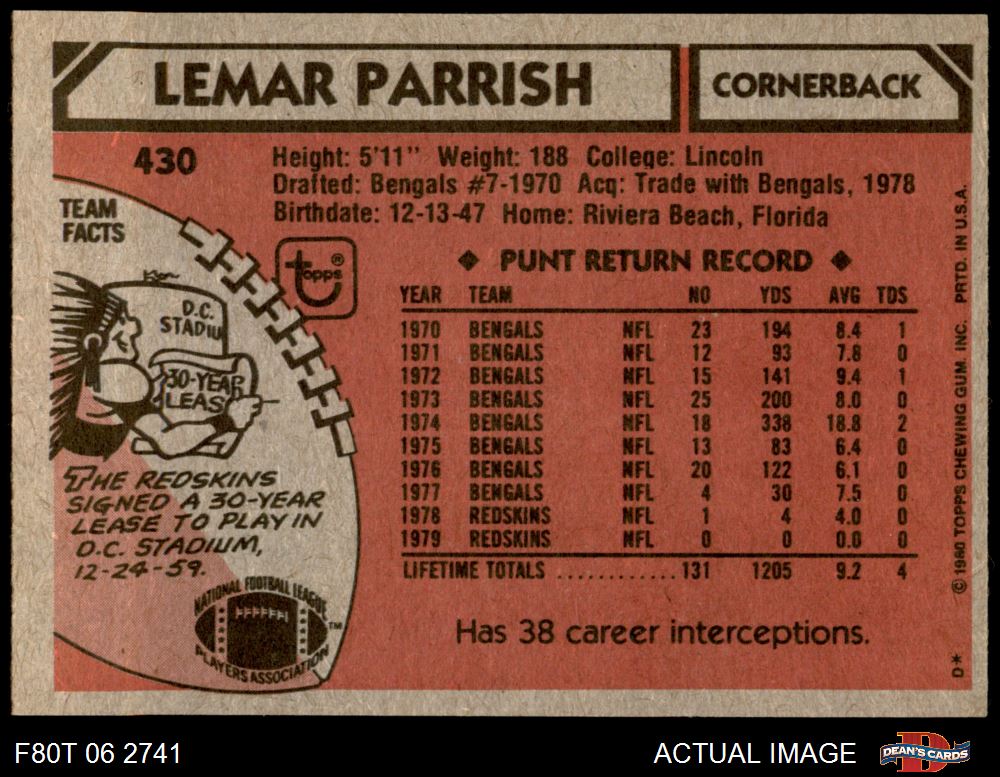 LEMAR PARRISH
CORNERBACK
430
Height: 5'11" Weight: 188 College: Lincoln
Drafted: Bengals #7-1970 Acq: Trade with Bengals, 1978
Birthdate: 12-13-47 Home: Riviera Beach, Florida
TEAM
FACTS
topps ®
D.C.
STADIU
30-YEAR
LEAS
THE REDSKINS
SIGNED A 30-YEAR
LEASE TO PLAY IN
D.C. STADIUM,
12-24-59.
NATIONAL FOOTBALL LEAGUE
PLAYERS ASSOCIATION
TM
◆ PUNT RETURN RECORD ◆
YEAR TEAM NO YDS AVG TDS
1970 BENGALS NFL 23 194 8.4 1
1971 BENGALS NFL 12 93 7.8 0
1972 BENGALS NFL 15 141 9.4 1
1973 BENGALS NFL 25 200 8.0 0
1974 BENGALS NFL 18 338 18.8 2
1975 BENGALS NFL 13 83 6.4 0
1976 BENGALS NFL 20 122 6.1 0
1977 BENGALS NFL 4 30 7.5 0
1978 REDSKINS NFL 1 4 4.0 0
1979 REDSKINS NFL 0 0 0.0 0
LIFETIME TOTALS ............ 131 1205 9.2 4
Has 38 career interceptions.
D* © 1980 TOPPS CHEWING GUM, INC. PRTD. IN U.S.A.
F80T 06 2741
ACTUAL IMAGE
DEAN'S CARDS